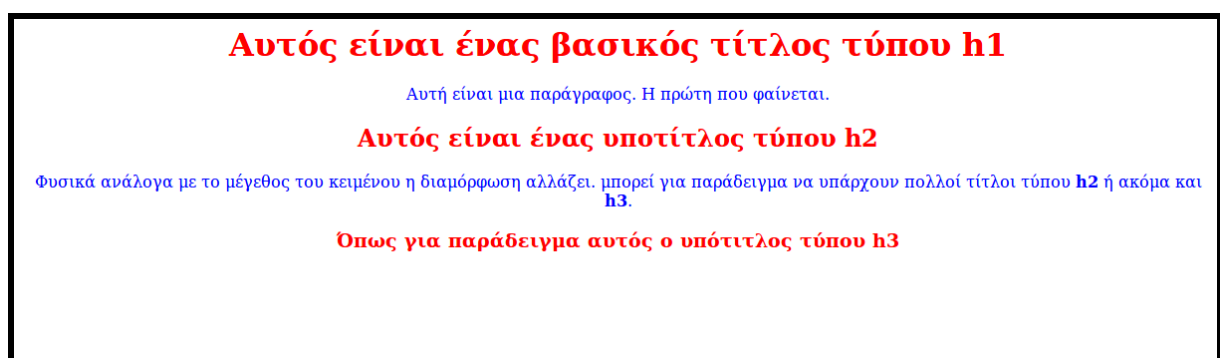 Αυτός είναι ένας βασικός τίτλος τύπου h1
Αυτή είναι μια παράγραφος. Η πρώτη που φαίνεται.
Αυτός είναι ένας υποτίτλος τύπου h2
Φυσικά ανάλογα με το μέγεθος του κειμένου η διαμόρφωση αλλάζει. μπορεί για παράδειγμα να υπάρχουν πολλοί τίτλοι τύπου h2 ή ακόμα και
h3.
Όπως για παράδειγμα αυτός ο υπότιτλος τύπου h3